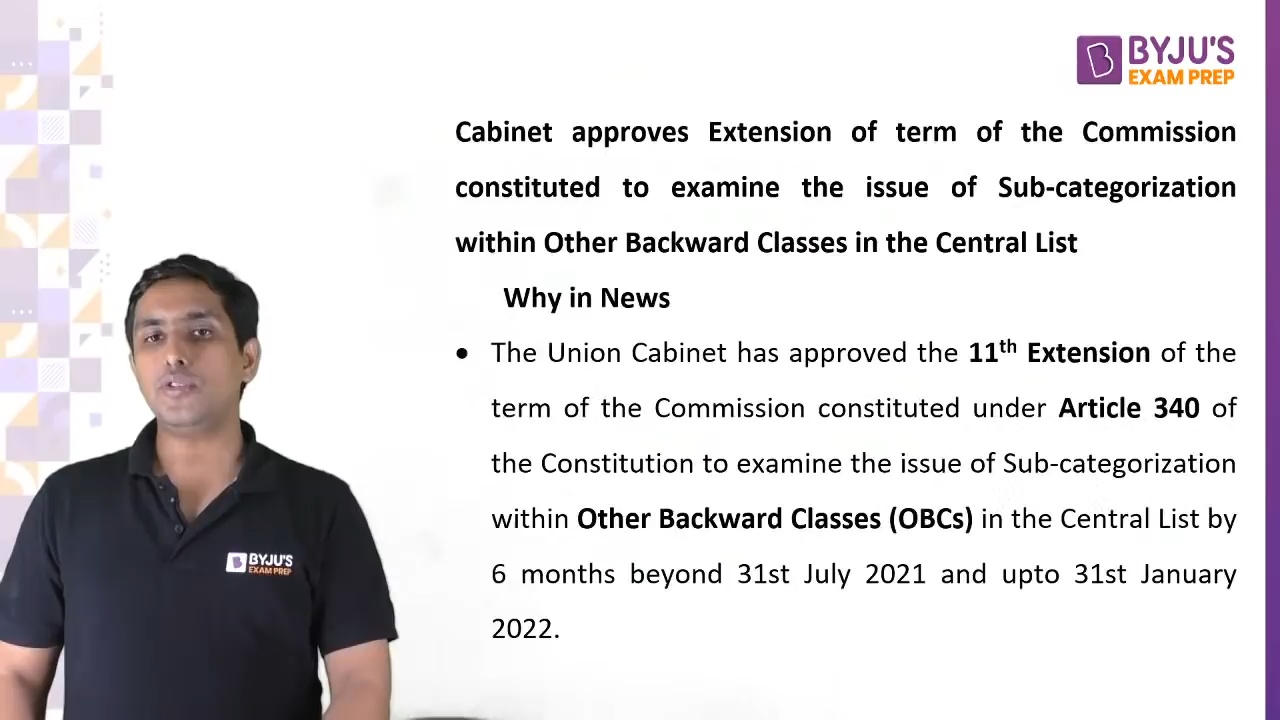 BYJU'S
EXAM PREP
Cabinet approves Extension of term of the Commission
constituted to examine the issue of Sub-categorization
within Other Backward Classes in the Central List
Why in News
• The Union Cabinet has approved the 11th Extension of the
term of the Commission constituted under Article 340 of
the Constitution to examine the issue of Sub-categorization
within Other Backward Classes (OBCs) in the Central List by
6 months beyond 31st July 2021 and upto 31st January
2022.
BYJU'S
EXAM PREP